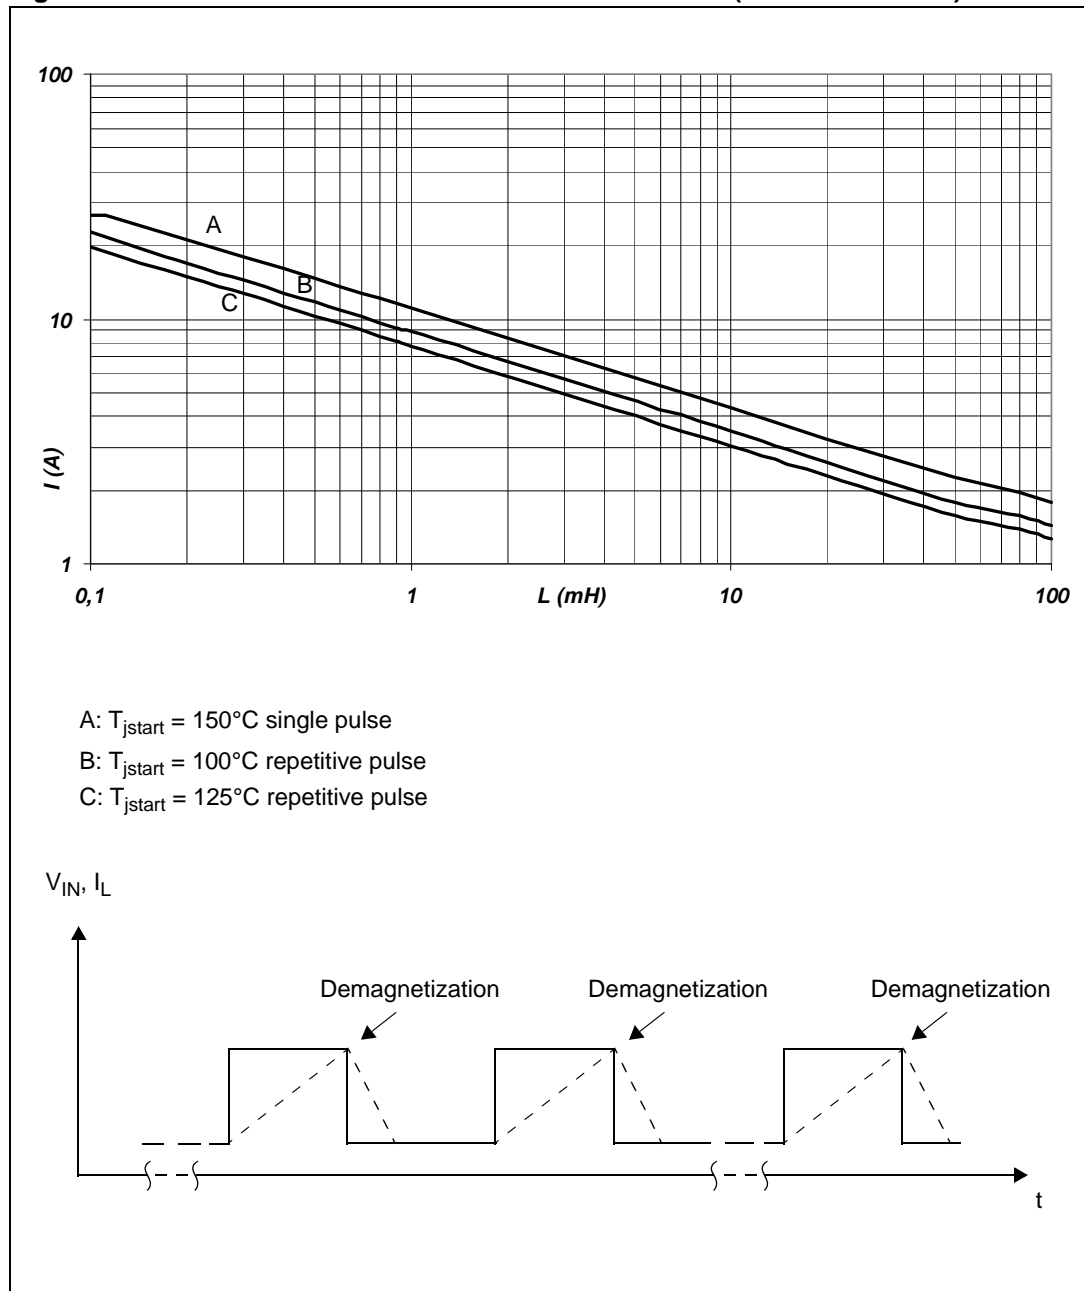 100
A
B
C
10
I (A)
1
0,1
1
L (mH)
10
100
A: Tjstart = 150°C single pulse
B: Tjstart = 100°C repetitive pulse
C: Tjstart = 125°C repetitive pulse
VIN, IL
Demagnetization
Demagnetization
Demagnetization
t